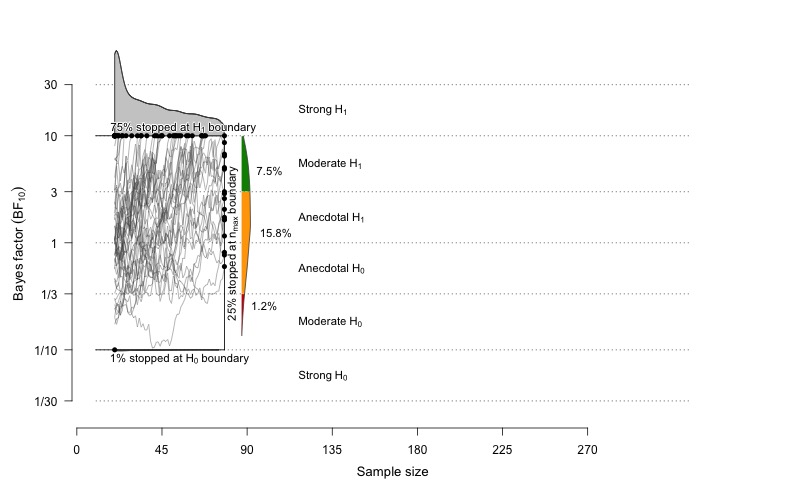 30
Strong H1
75% stopped at H1 boundary
10
Moderate H1
7.5%
3
Anecdotal H1
15.8%
1
Anecdotal H0
1/3
1.2%
Moderate H0
25% stopped at nmax boundary
1/10
1% stopped at H0 boundary
Strong H0
1/30
Bayes factor (BF10)
0 45 90 135 180 225 270
Sample size